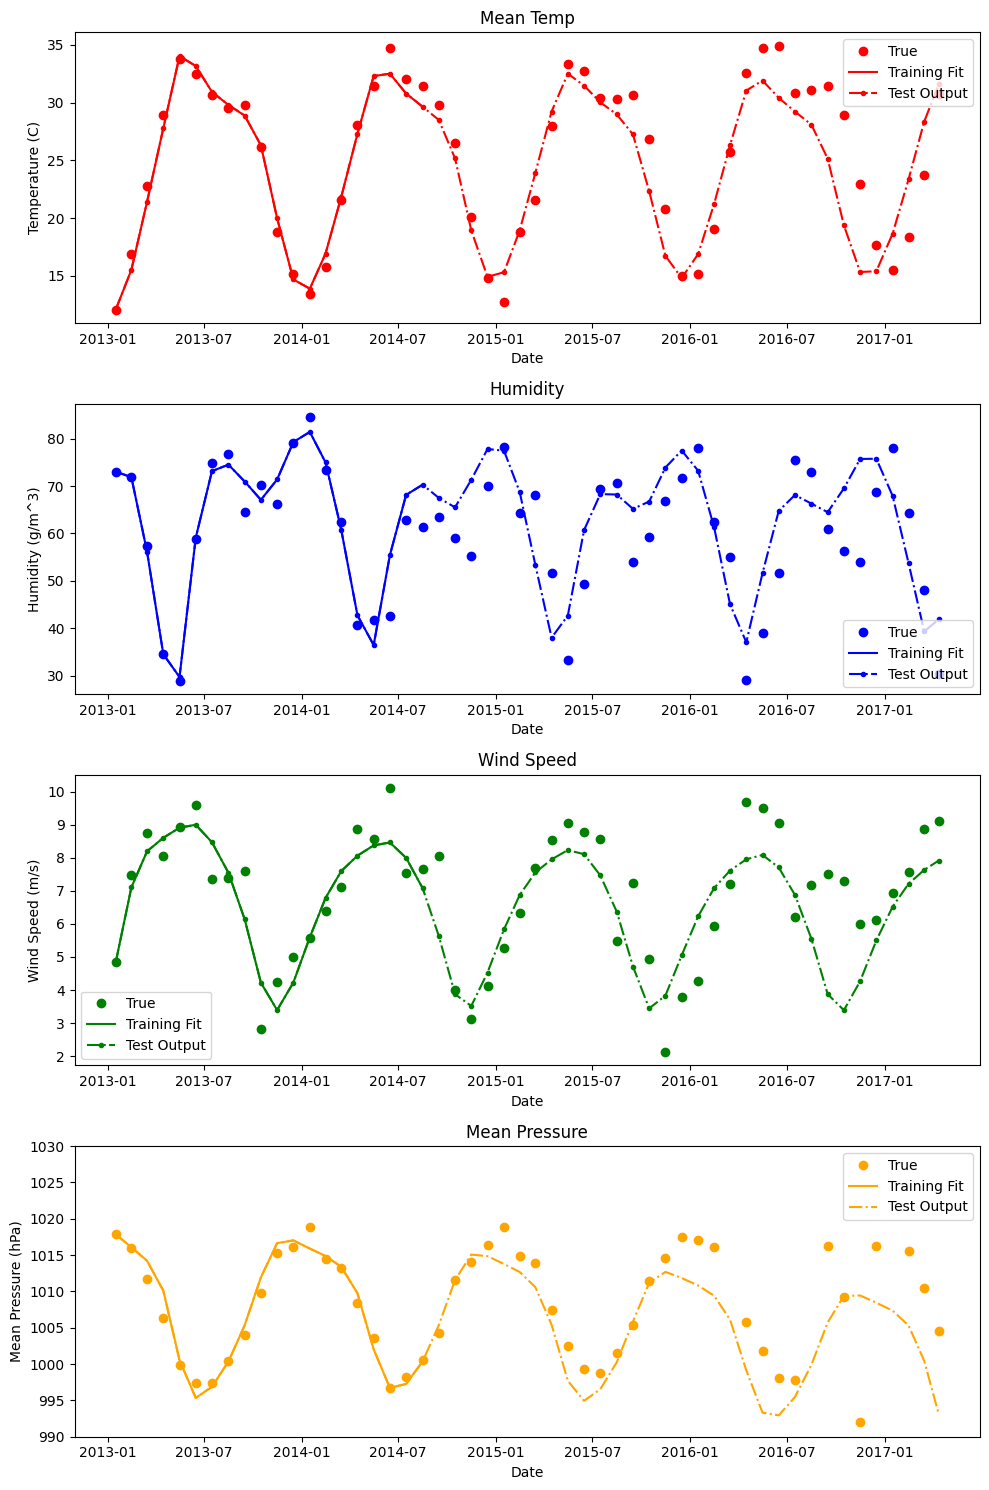 Mean Temp
Temperature (C)
35
30
25
20
15
True
Training Fit
Test Output
2013-01 2013-07 2014-01 2014-07 2015-01 2015-07 2016-01 2016-07 2017-01
Date
Humidity
Humidity (g/m^3)
80
70
60
50
40
30
True
Training Fit
Test Output
2013-01 2013-07 2014-01 2014-07 2015-01 2015-07 2016-01 2016-07 2017-01
Date
Wind Speed
Wind Speed (m/s)
10
9
8
7
6
5
4
3
2
True
Training Fit
Test Output
2013-01 2013-07 2014-01 2014-07 2015-01 2015-07 2016-01 2016-07 2017-01
Date
Mean Pressure
Mean Pressure (hPa)
1030
1025
1020
1015
1010
1005
1000
995
990
True
Training Fit
Test Output
2013-01 2013-07 2014-01 2014-07 2015-01 2015-07 2016-01 2016-07 2017-01
Date